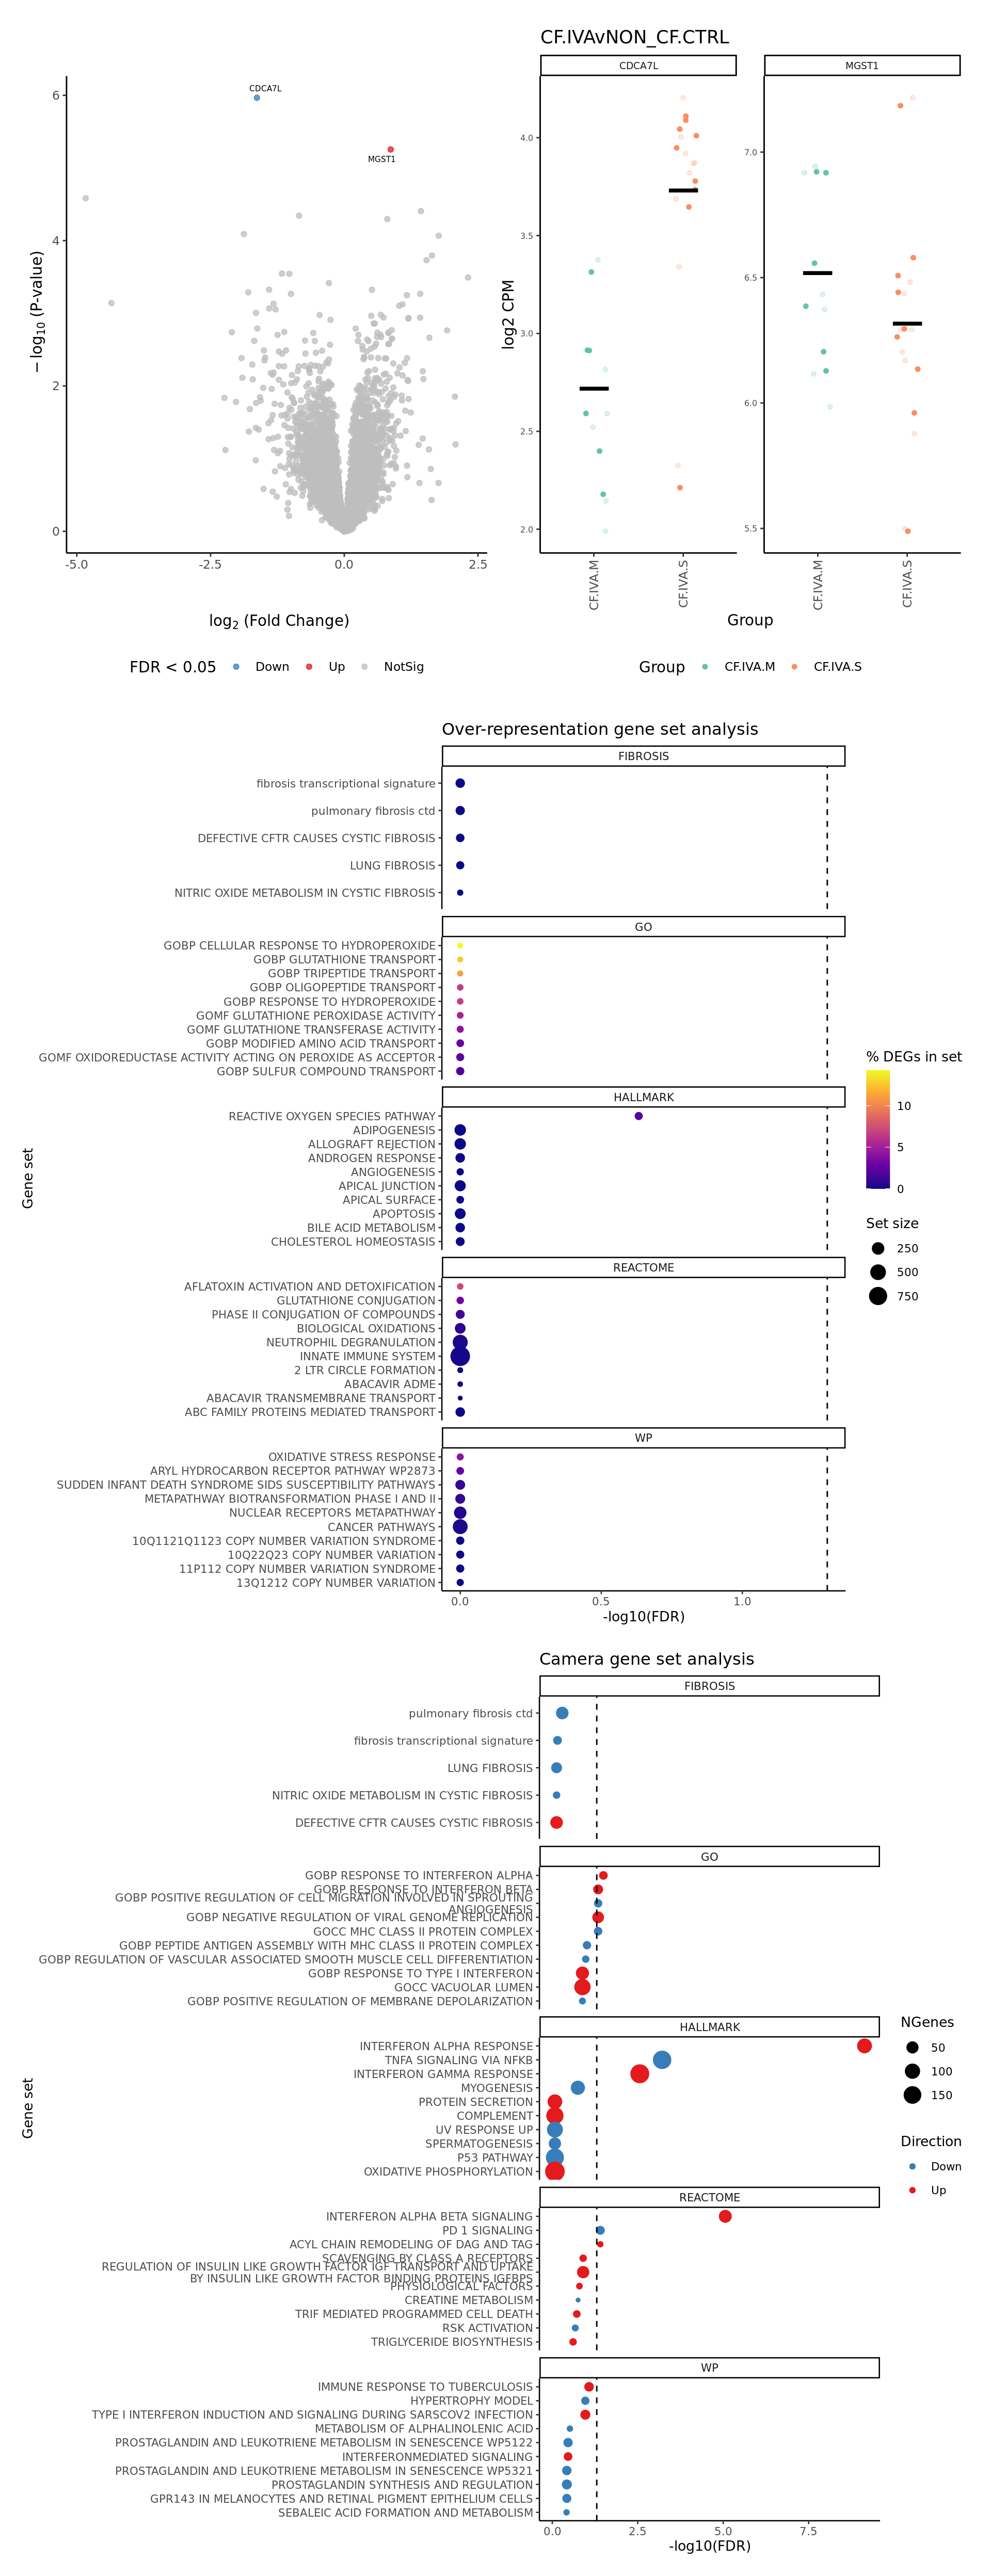 CF.IVAvNON_CF.CTRL
CDCA7L
MGST1
6
4
2
0
− log10 (P-value)
CDCA7L
MGST1
-5.0
-2.5
0.0
2.5
log2 (Fold Change)
FDR < 0.05
Down
Up
NotSig
log2 CPM
4.0
3.5
3.0
2.5
2.0
7.0
6.5
6.0
5.5
CF.IVA.M
CF.IVA.S
CF.IVA.M
CF.IVA.S
Group
Group
CF.IVA.M
CF.IVA.S
Over-representation gene set analysis
Gene set
FIBROSIS
fibrosis transcriptional signature
pulmonary fibrosis ctd
DEFECTIVE CFTR CAUSES CYSTIC FIBROSIS
LUNG FIBROSIS
NITRIC OXIDE METABOLISM IN CYSTIC FIBROSIS
GO
GOBP CELLULAR RESPONSE TO HYDROPEROXIDE
GOBP GLUTATHIONE TRANSPORT
GOBP TRIPEPTIDE TRANSPORT
GOBP OLIGOPEPTIDE TRANSPORT
GOBP RESPONSE TO HYDROPEROXIDE
GOMF GLUTATHIONE PEROXIDASE ACTIVITY
GOMF GLUTATHIONE TRANSFERASE ACTIVITY
GOBP MODIFIED AMINO ACID TRANSPORT
GOMF OXIDOREDUCTASE ACTIVITY ACTING ON PEROXIDE AS ACCEPTOR
GOBP SULFUR COMPOUND TRANSPORT
HALLMARK
REACTIVE OXYGEN SPECIES PATHWAY
ADIPOGENESIS
ALLOGRAFT REJECTION
ANDROGEN RESPONSE
ANGIOGENESIS
APICAL JUNCTION
APICAL SURFACE
APOPTOSIS
BILE ACID METABOLISM
CHOLESTEROL HOMEOSTASIS
REACTOME
AFLATOXIN ACTIVATION AND DETOXIFICATION
GLUTATHIONE CONJUGATION
PHASE II CONJUGATION OF COMPOUNDS
BIOLOGICAL OXIDATIONS
NEUTROPHIL DEGRANULATION
INNATE IMMUNE SYSTEM
2 LTR CIRCLE FORMATION
ABACAVIR ADME
ABACAVIR TRANSMEMBRANE TRANSPORT
ABC FAMILY PROTEINS MEDIATED TRANSPORT
WP
OXIDATIVE STRESS RESPONSE
ARYL HYDROCARBON RECEPTOR PATHWAY WP2873
SUDDEN INFANT DEATH SYNDROME SIDS SUSCEPTIBILITY PATHWAYS
METAPATHWAY BIOTRANSFORMATION PHASE I AND II
NUCLEAR RECEPTORS METAPATHWAY
CANCER PATHWAYS
10Q1121Q1123 COPY NUMBER VARIATION SYNDROME
10Q22Q23 COPY NUMBER VARIATION
11P112 COPY NUMBER VARIATION SYNDROME
13Q1212 COPY NUMBER VARIATION
0.0
0.5
1.0
-log10(FDR)
% DEGs in set
10
5
0
Set size
250
500
750
Camera gene set analysis
Gene set
FIBROSIS
pulmonary fibrosis ctd
fibrosis transcriptional signature
LUNG FIBROSIS
NITRIC OXIDE METABOLISM IN CYSTIC FIBROSIS
DEFECTIVE CFTR CAUSES CYSTIC FIBROSIS
GO
GOBP RESPONSE TO INTERFERON ALPHA
GOBP RESPONSE TO INTERFERON BETA
GOBP POSITIVE REGULATION OF CELL MIGRATION INVOLVED IN SPROUTING
ANGIOGENESIS
GOBP NEGATIVE REGULATION OF VIRAL GENOME REPLICATION
GOCC MHC CLASS II PROTEIN COMPLEX
GOBP PEPTIDE ANTIGEN ASSEMBLY WITH MHC CLASS II PROTEIN COMPLEX
GOBP REGULATION OF VASCULAR ASSOCIATED SMOOTH MUSCLE CELL DIFFERENTIATION
GOBP RESPONSE TO TYPE I INTERFERON
GOCC VACUOLAR LUMEN
GOBP POSITIVE REGULATION OF MEMBRANE DEPOLARIZATION
HALLMARK
INTERFERON ALPHA RESPONSE
TNFA SIGNALING VIA NFKB
INTERFERON GAMMA RESPONSE
MYOGENESIS
PROTEIN SECRETION
COMPLEMENT
UV RESPONSE UP
SPERMATOGENESIS
P53 PATHWAY
OXIDATIVE PHOSPHORYLATION
REACTOME
INTERFERON ALPHA BETA SIGNALING
PD 1 SIGNALING
ACYL CHAIN REMODELING OF DAG AND TAG
SCAVENGING BY CLASS A RECEPTORS
REGULATION OF INSULIN LIKE GROWTH FACTOR IGF TRANSPORT AND UPTAKE
BY INSULIN LIKE GROWTH FACTOR BINDING PROTEINS IGFBPS
PHYSIOLOGICAL FACTORS
CREATINE METABOLISM
TRIF MEDIATED PROGRAMMED CELL DEATH
RSK ACTIVATION
TRIGLYCERIDE BIOSYNTHESIS
WP
IMMUNE RESPONSE TO TUBERCULOSIS
HYPERTROPHY MODEL
TYPE I INTERFERON INDUCTION AND SIGNALING DURING SARSCOV2 INFECTION
METABOLISM OF ALPHALINOLENIC ACID
PROSTAGLANDIN AND LEUKOTRIENE METABOLISM IN SENESCENCE WP5122
INTERFERONMEDIATED SIGNALING
PROSTAGLANDIN AND LEUKOTRIENE METABOLISM IN SENESCENCE WP5321
PROSTAGLANDIN SYNTHESIS AND REGULATION
GPR143 IN MELANOCYTES AND RETINAL PIGMENT EPITHELIUM CELLS
SEBALEIC ACID FORMATION AND METABOLISM
0.0
2.5
5.0
7.5
-log10(FDR)
NGenes
50
100
150
Direction
Down
Up